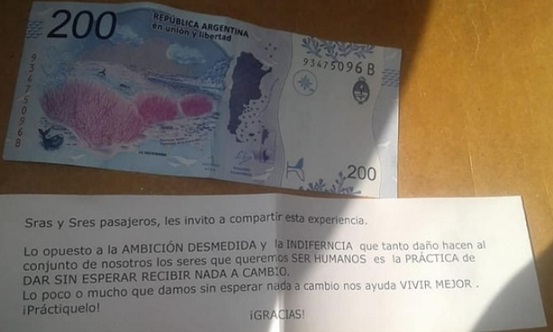 200
REPÚBLICA ARGENTINA
en unión y libertad
93475096 B
93475096 B
200
Sras y Sres pasajeros, les invito a compartir esta experiencia.
Lo opuesto a la AMBICIÓN DESMEDIDA y la INDIFERNCIA que tanto daño hacen al
conjunto de nosotros los seres que queremos SER HUMANOS es la PRÁCTICA de
DAR SIN ESPERAR RECIBIR NADA A CAMBIO.
Lo poco o mucho que damos sin esperar nada a cambio nos ayuda VIVIR MEJOR .
¡Práctiquelo!
¡GRACIAS!